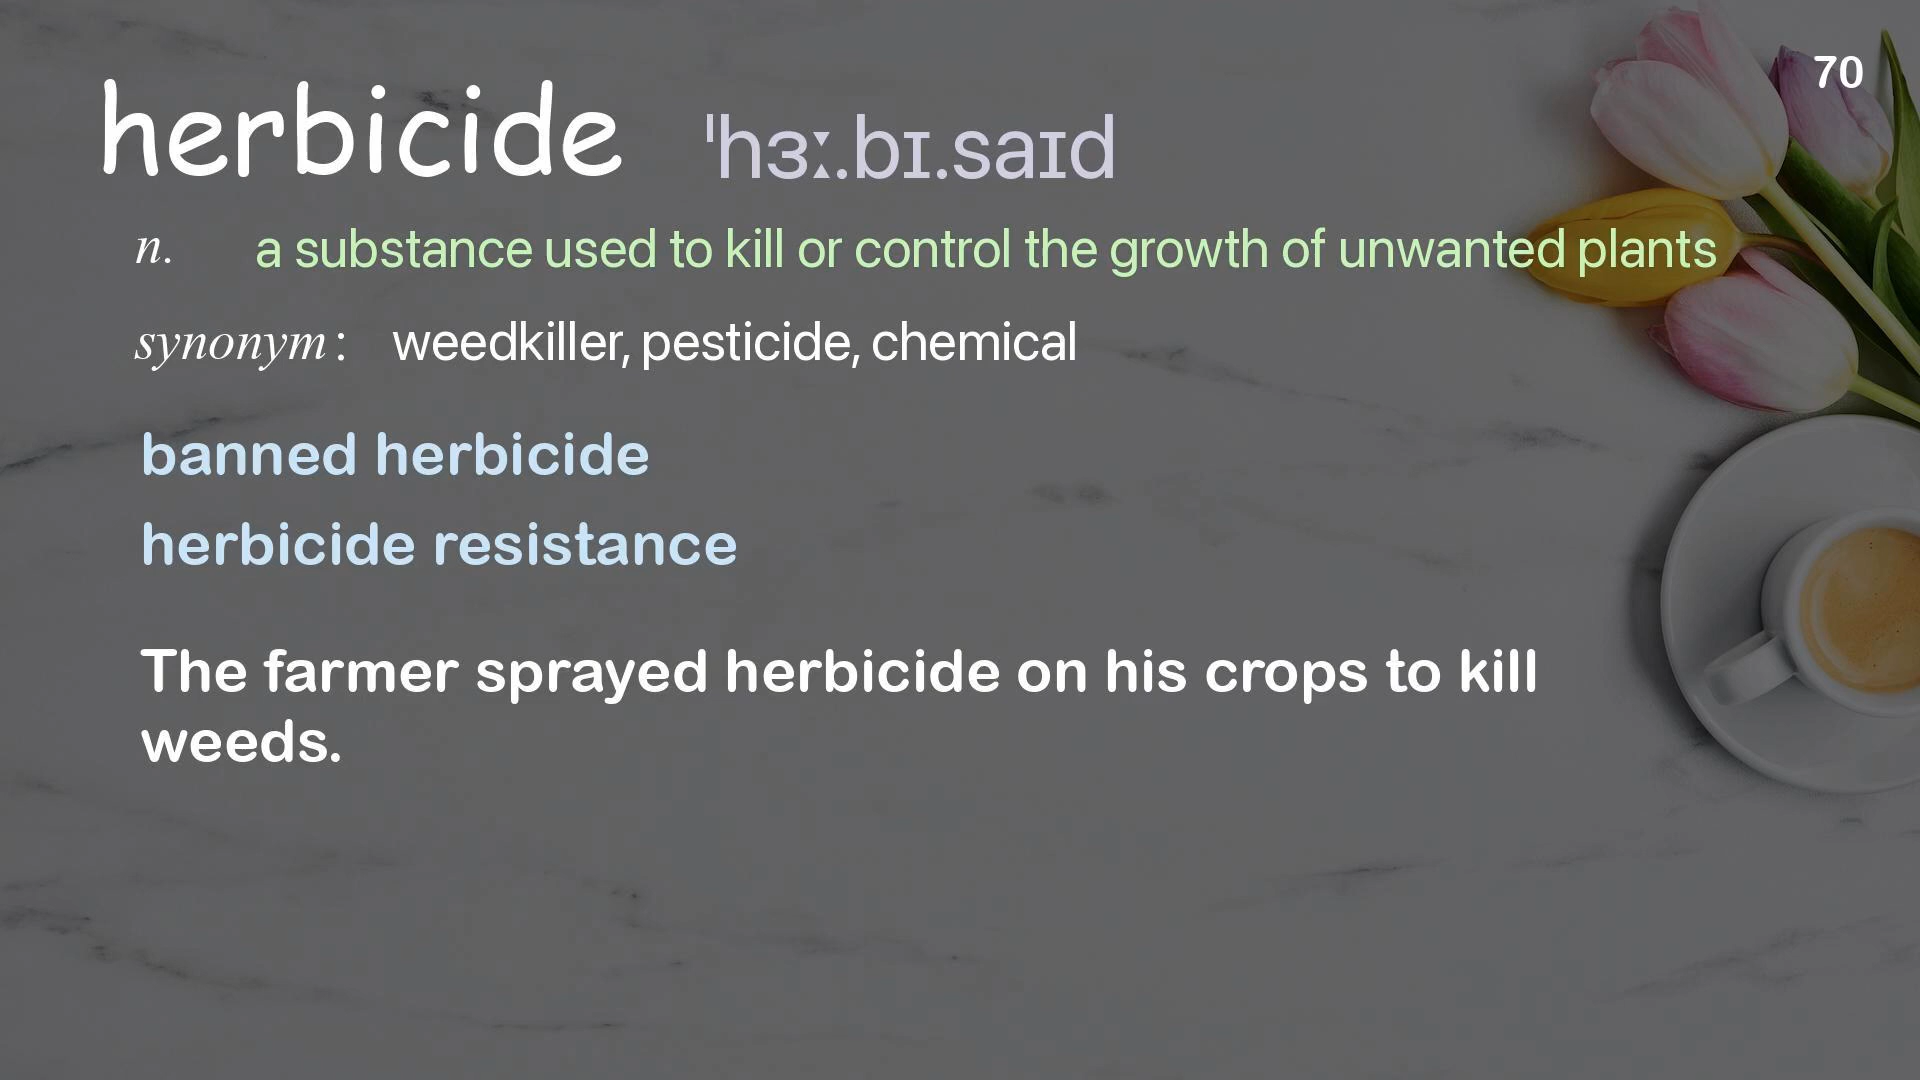 70
herbicide ˈhɜː.bɪ.saɪd
n. a substance used to kill or control the growth of unwanted plants
synonym: weedkiller, pesticide, chemical
banned herbicide
herbicide resistance
The farmer sprayed herbicide on his crops to kill
weeds.